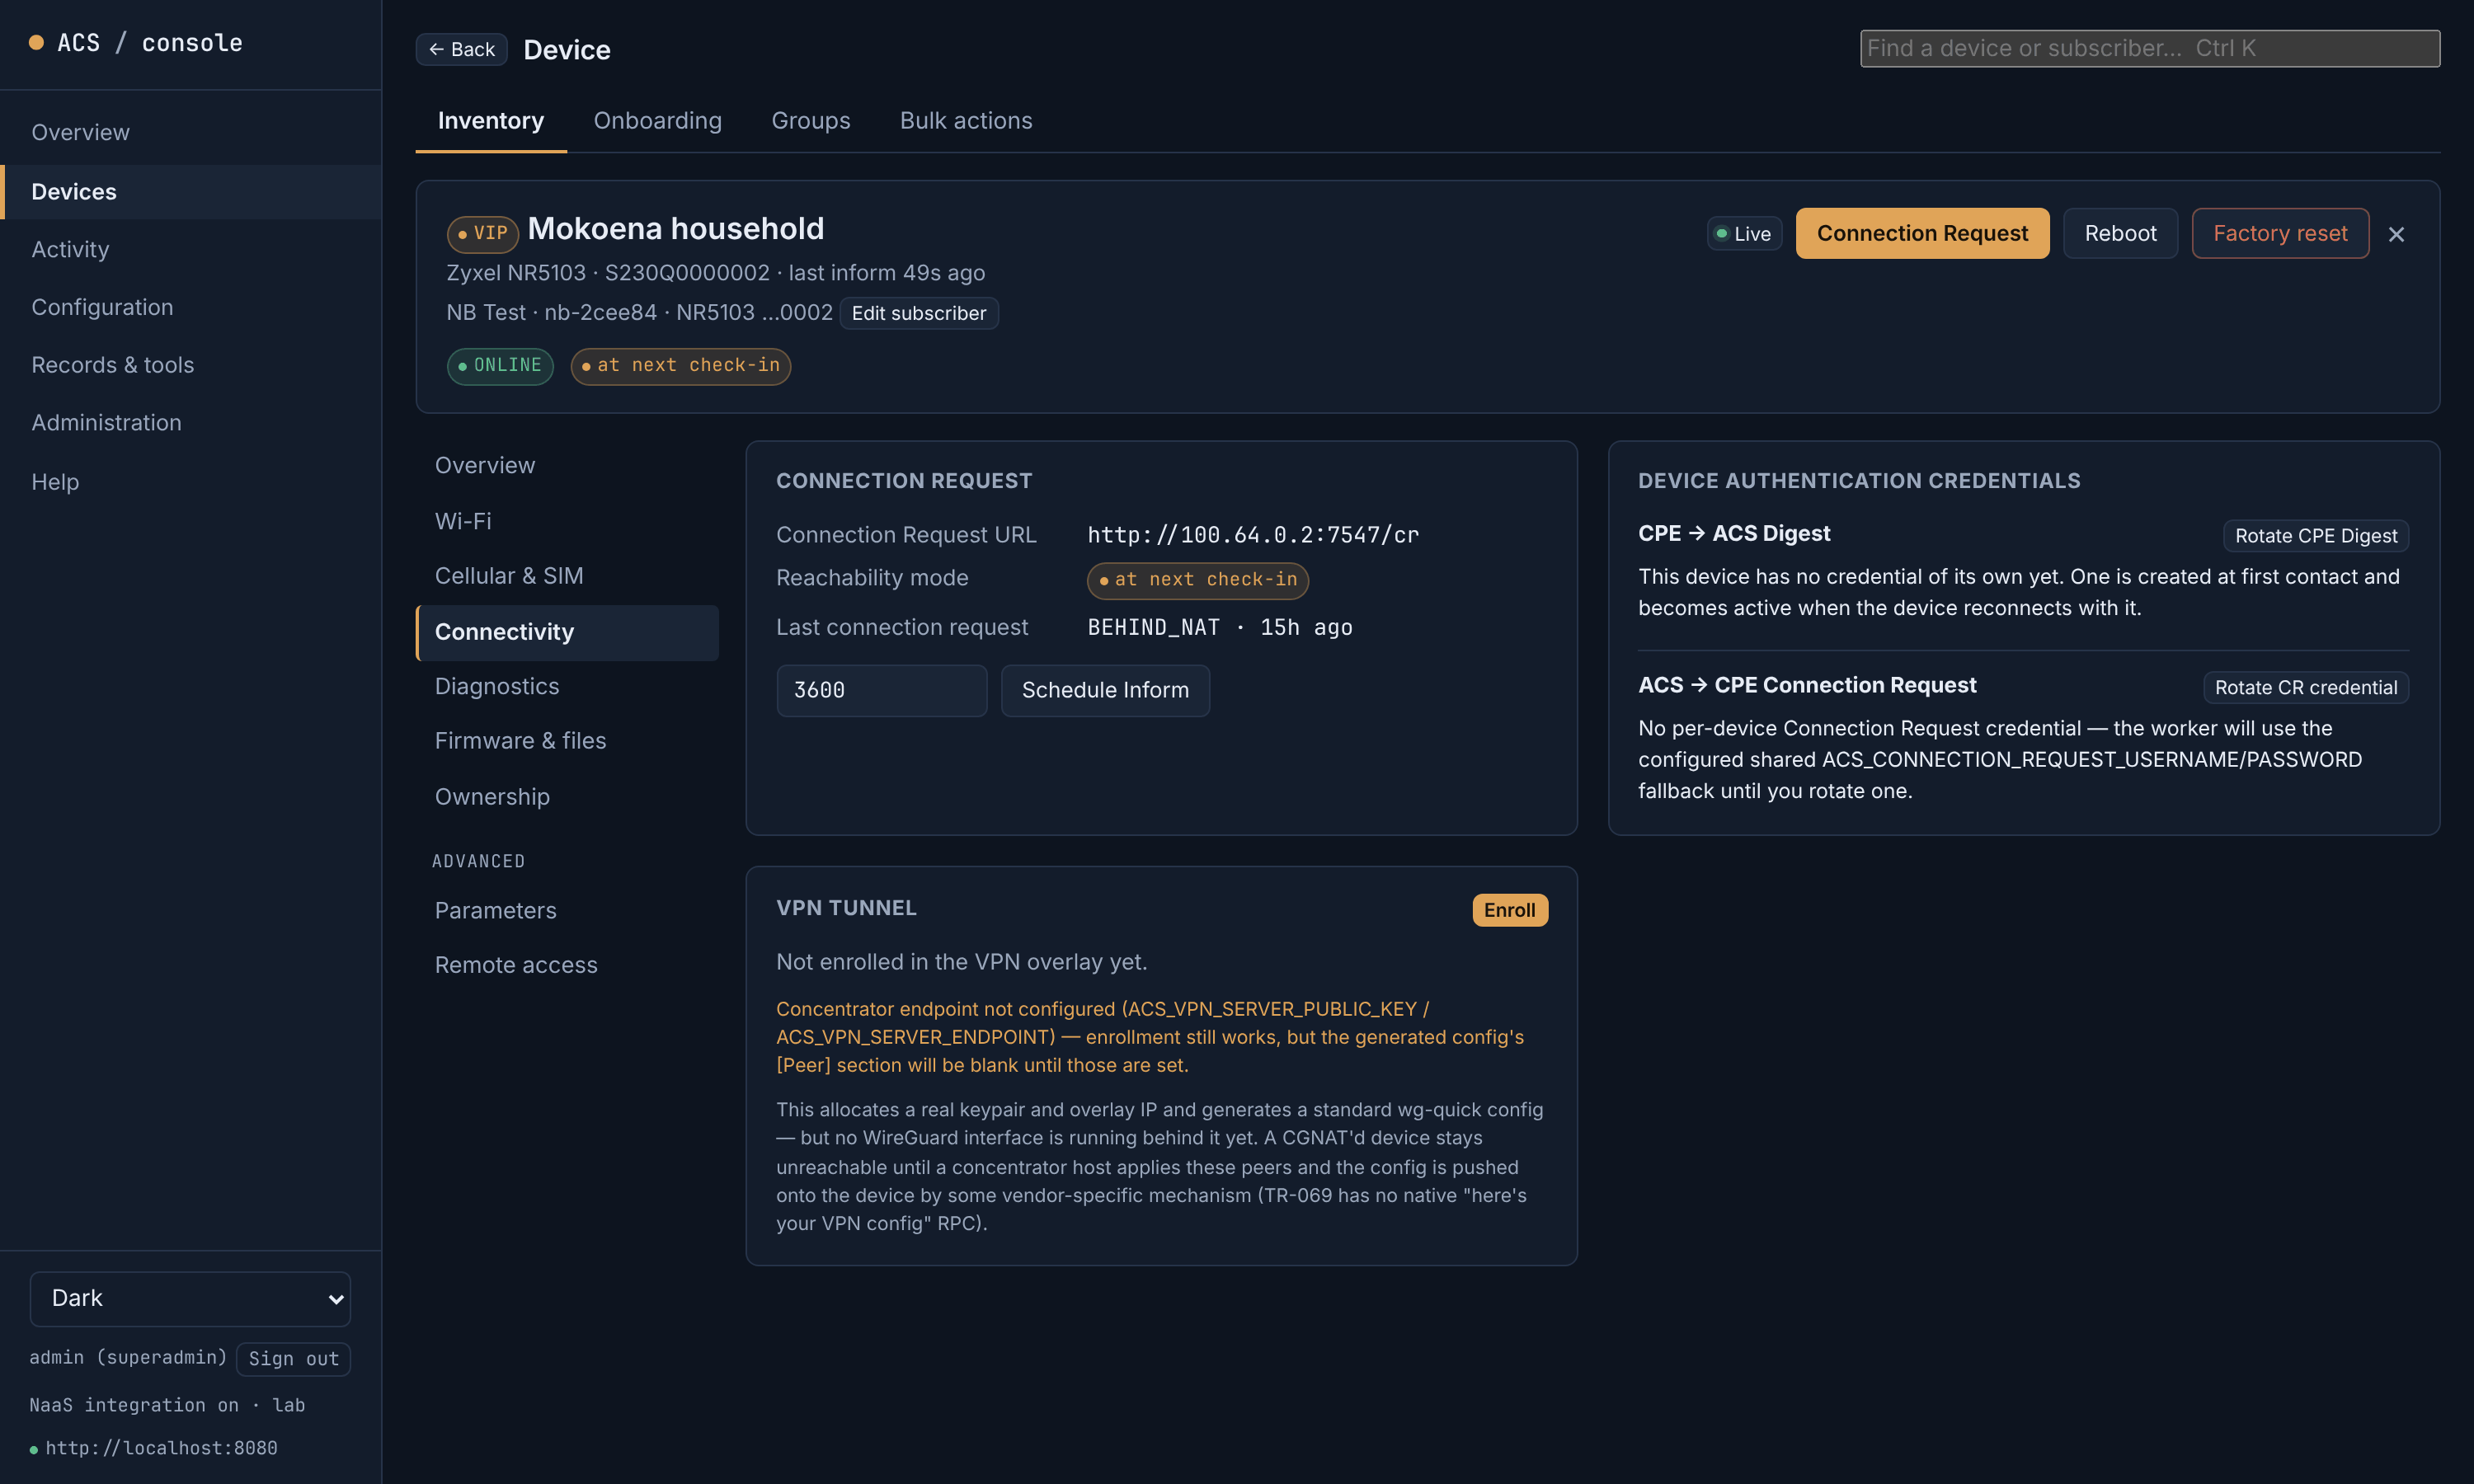 ACS / console
Overview
Devices
Activity
Configuration
Records & tools
Administration
Help
Dark
admin (superadmin) Sign out
NaaS integration on · lab
http://localhost:8080
← Back Device
Find a device or subscriber... Ctrl K
Inventory Onboarding Groups Bulk actions
VIP Mokoena household
Zyxel NR5103 · S230Q0000002 · last inform 49s ago
NB Test · nb-2cee84 · NR5103 …0002 Edit subscriber
ONLINE at next check-in
Live Connection Request Reboot Factory reset ✕
Overview
Wi-Fi
Cellular & SIM
Connectivity
Diagnostics
Firmware & files
Ownership
ADVANCED
Parameters
Remote access
CONNECTION REQUEST
Connection Request URL http://100.64.0.2:7547/cr
Reachability mode at next check-in
Last connection request BEHIND_NAT · 15h ago
3600 Schedule Inform
DEVICE AUTHENTICATION CREDENTIALS
CPE → ACS Digest Rotate CPE Digest
This device has no credential of its own yet. One is created at first contact and
becomes active when the device reconnects with it.
ACS → CPE Connection Request Rotate CR credential
No per-device Connection Request credential — the worker will use the
configured shared ACS_CONNECTION_REQUEST_USERNAME/PASSWORD
fallback until you rotate one.
VPN TUNNEL Enroll
Not enrolled in the VPN overlay yet.
Concentrator endpoint not configured (ACS_VPN_SERVER_PUBLIC_KEY /
ACS_VPN_SERVER_ENDPOINT) — enrollment still works, but the generated config's
[Peer] section will be blank until those are set.
This allocates a real keypair and overlay IP and generates a standard wg-quick config
— but no WireGuard interface is running behind it yet. A CGNAT'd device stays
unreachable until a concentrator host applies these peers and the config is pushed
onto the device by some vendor-specific mechanism (TR-069 has no native "here's
your VPN config" RPC).